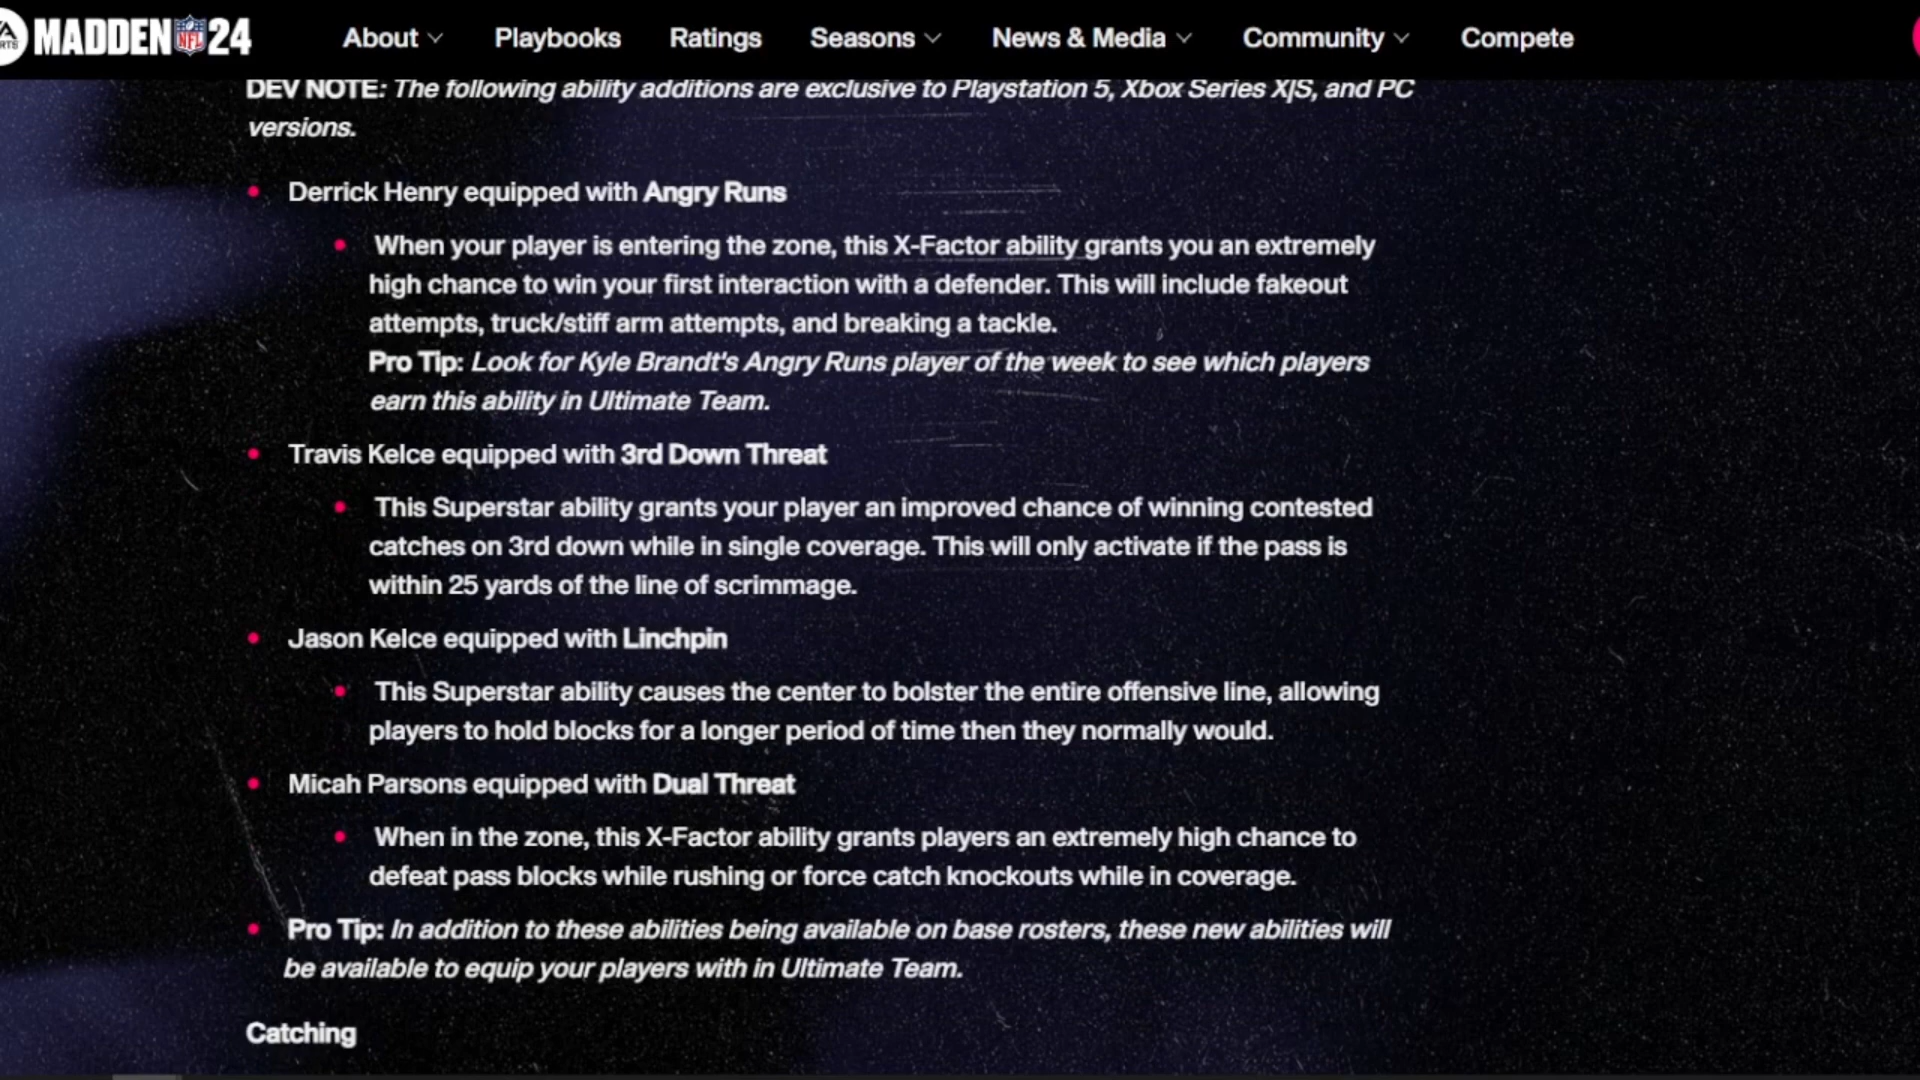 MADDEN NFL 24
About
Playbooks
Ratings
Seasons
News & Media
Community
Compete
DEV NOTE: The following ability additions are exclusive to Playstation 5, Xbox Series X|S, and PC
versions.
Derrick Henry equipped with Angry Runs
When your player is entering the zone, this X-Factor ability grants you an extremely
high chance to win your first interaction with a defender. This will include fakeout
attempts, truck/stiff arm attempts, and breaking a tackle.
Pro Tip: Look for Kyle Brandt's Angry Runs player of the week to see which players
earn this ability in Ultimate Team.
Travis Kelce equipped with 3rd Down Threat
This Superstar ability grants your player an improved chance of winning contested
catches on 3rd down while in single coverage. This will only activate if the pass is
within 25 yards of the line of scrimmage.
Jason Kelce equipped with Linchpin
This Superstar ability causes the center to bolster the entire offensive line, allowing
players to hold blocks for a longer period of time then they normally would.
Micah Parsons equipped with Dual Threat
When in the zone, this X-Factor ability grants players an extremely high chance to
defeat pass blocks while rushing or force catch knockouts while in coverage.
Pro Tip: In addition to these abilities being available on base rosters, these new abilities will
be available to equip your players with in Ultimate Team.
Catching